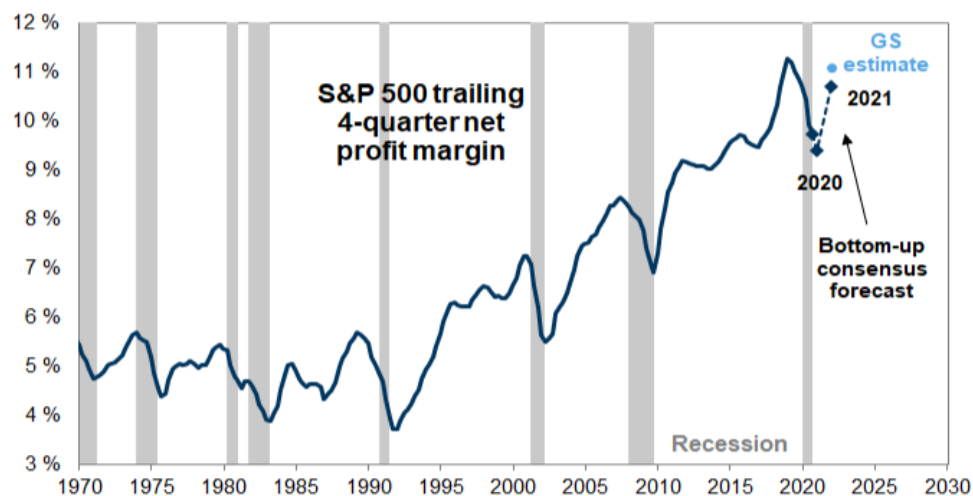 12 %
11 %
10 %
9 %
8 %
7 %
6 %
5 %
4 %
3 %
S&P 500 trailing
4-quarter net
profit margin
GS
estimate
2021
2020
Bottom-up
consensus
forecast
Recession
1970 1975 1980 1985 1990 1995 2000 2005 2010 2015 2020 2025 2030